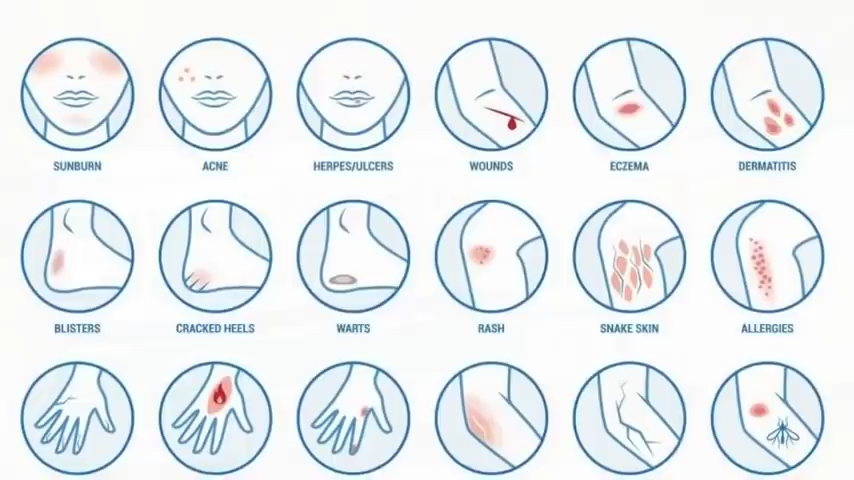 SUNBURN
ACNE
HERPES/ULCERS
WOUNDS
ECZEMA
DERMATITIS
BLISTERS
CRACKED HEELS
WARTS
RASH
SNAKE SKIN
ALLERGIES